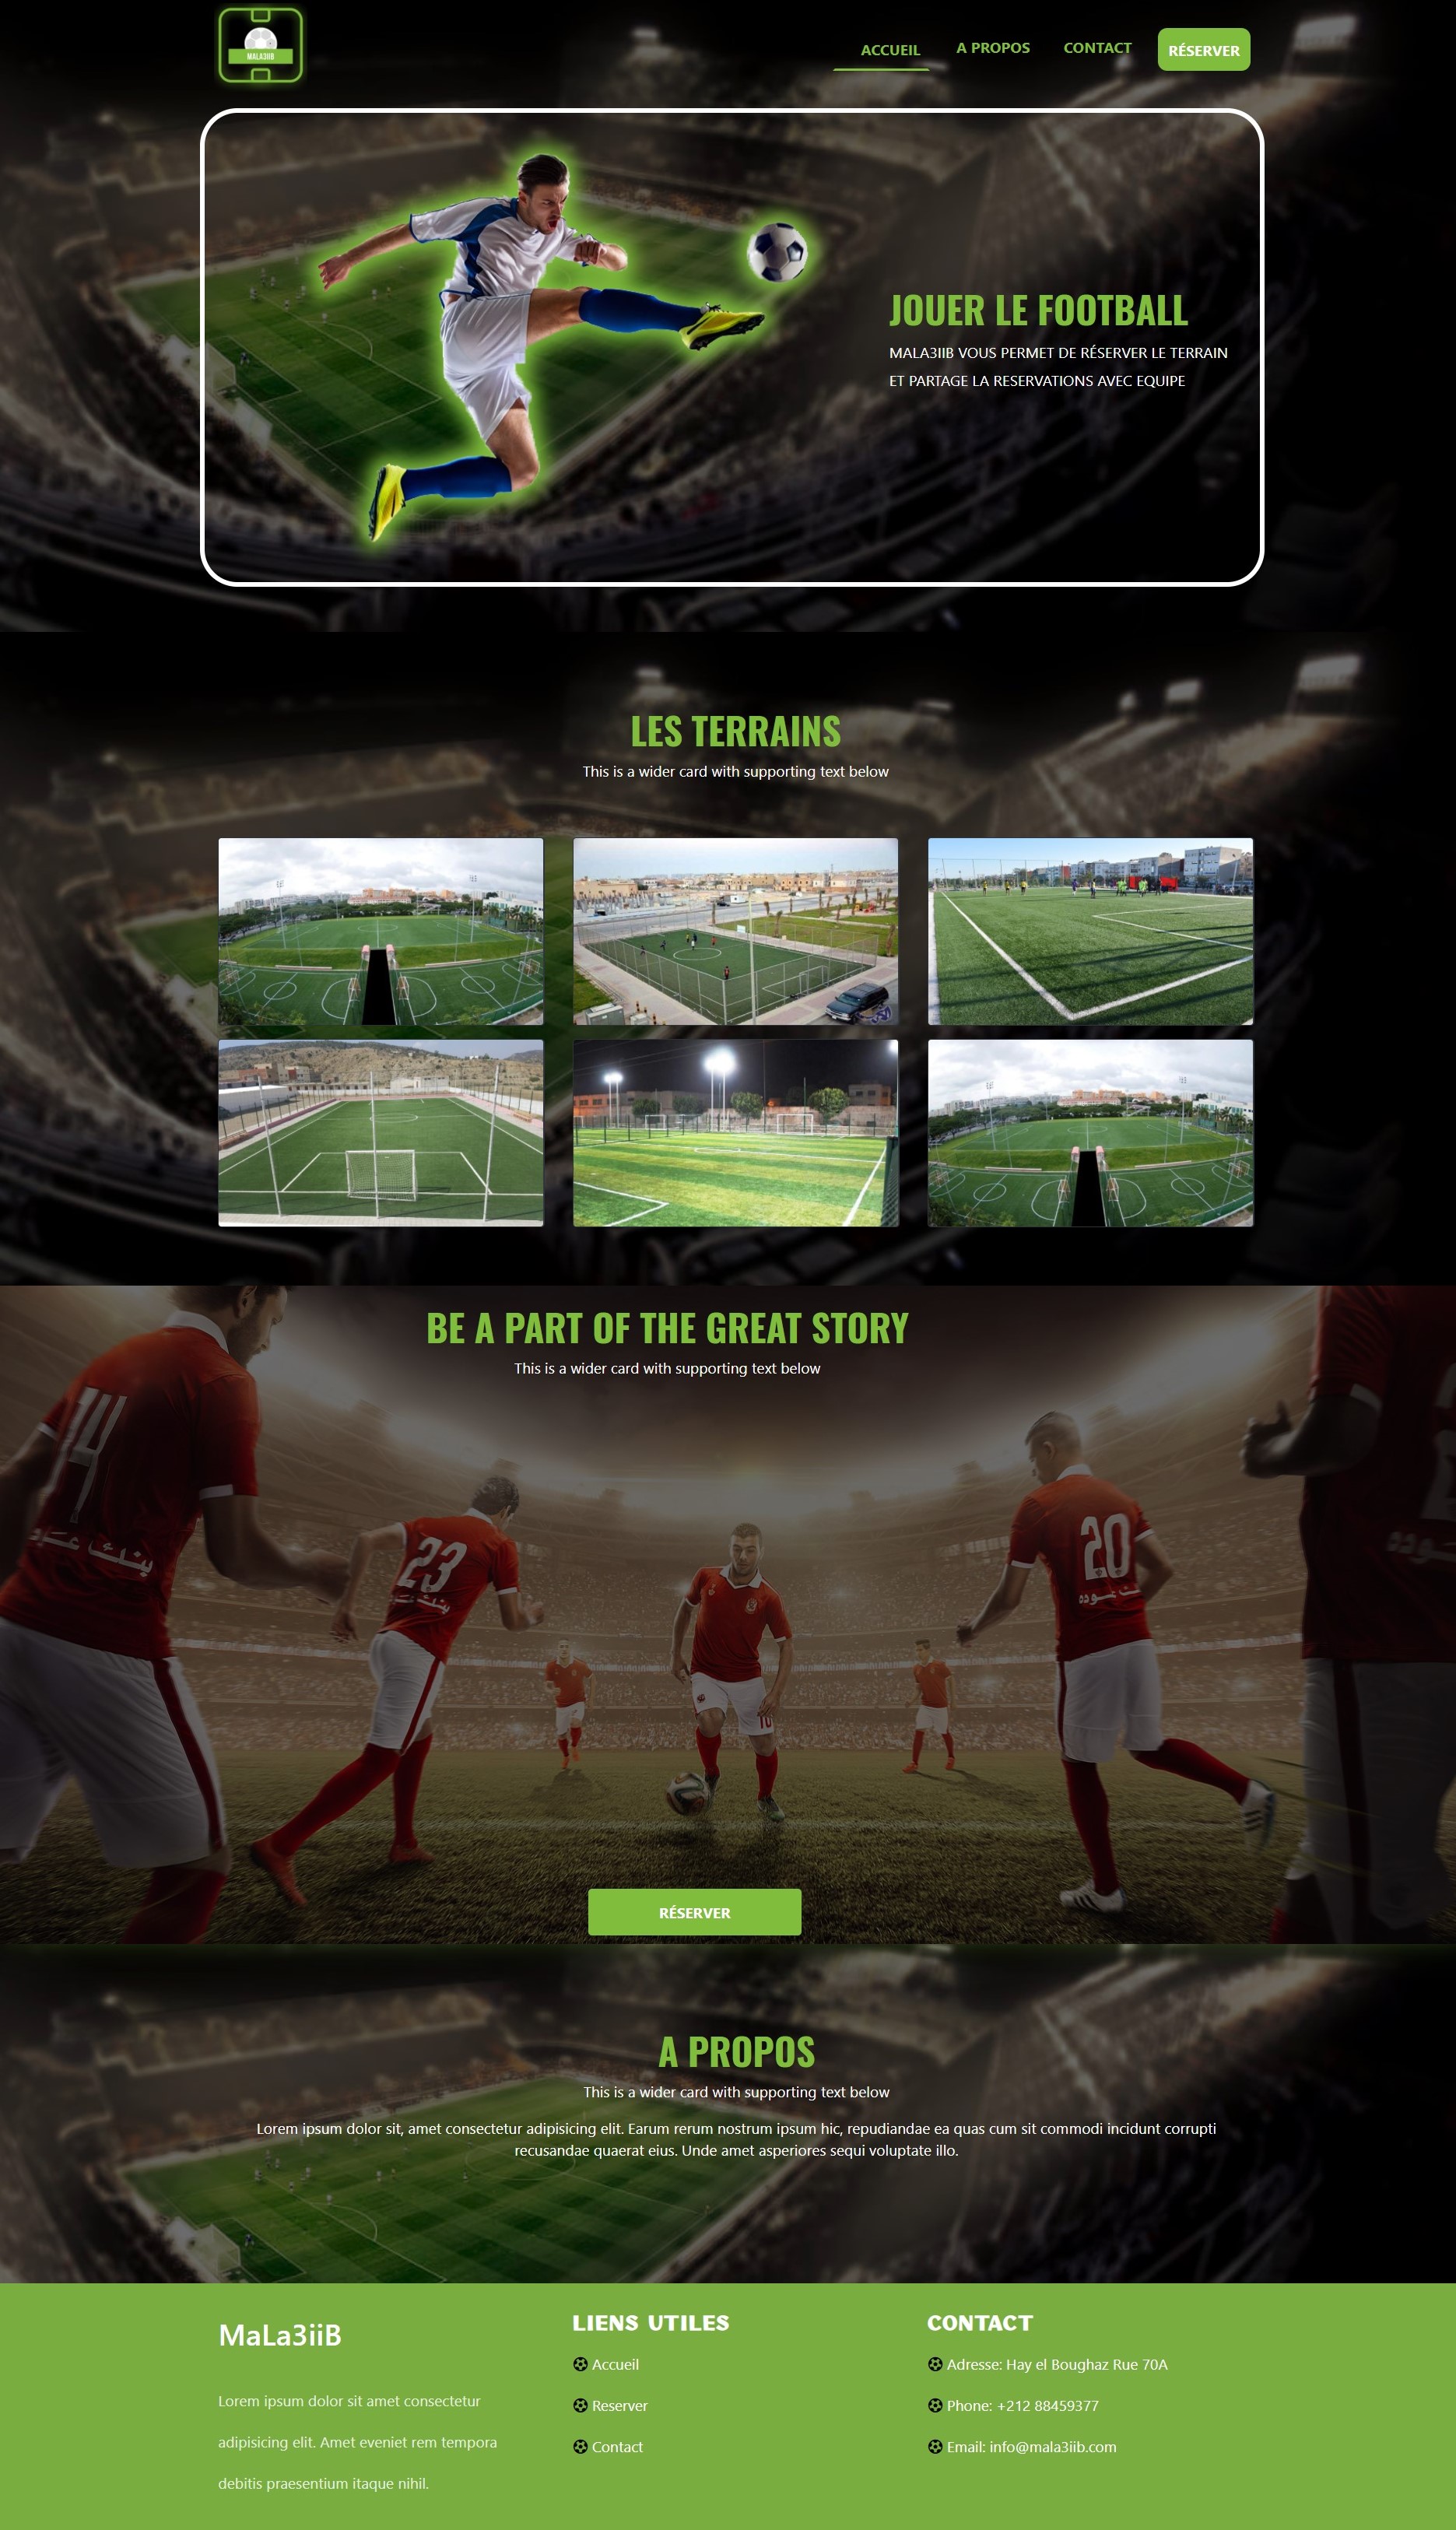 MALA3IIB
ACCUEIL
A PROPOS
CONTACT
RÉSERVER
JOUER LE FOOTBALL
MALA3IIB VOUS PERMET DE RÉSERVER LE TERRAIN
ET PARTAGE LA RESERVATIONS AVEC EQUIPE
LES TERRAINS
This is a wider card with supporting text below
BE A PART OF THE GREAT STORY
This is a wider card with supporting text below
14
23
20
10
RÉSERVER
A PROPOS
This is a wider card with supporting text below
Lorem ipsum dolor sit, amet consectetur adipisicing elit. Earum rerum nostrum ipsum hic, repudiandae ea quas cum sit commodi incidunt corrupti
recusandae quaerat eius. Unde amet asperiores sequi voluptate illo.
MaLa3iiB
Lorem ipsum dolor sit amet consectetur
adipisicing elit. Amet eveniet rem tempora
debitis praesentium itaque nihil.
LIENS UTILES
Accueil
Reserver
Contact
CONTACT
Adresse: Hay el Boughaz Rue 70A
Phone: +212 88459377
Email: info@mala3iib.com